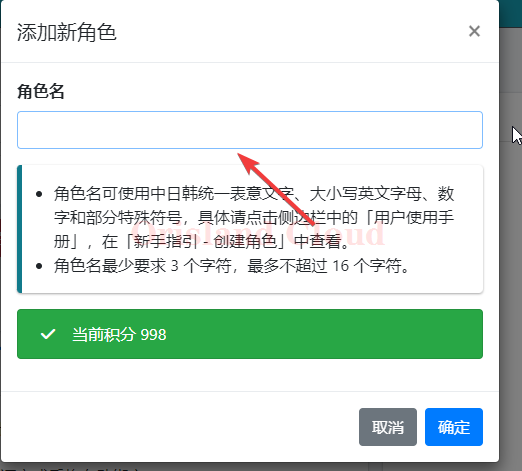 添加新角色
×
角色名
角色名可使用中日韩统一表意文字、大小写英文字母、数
字和部分特殊符号，具体请点击侧边栏中的「用户使用手
册」，在「新手指引 - 创建角色」中查看。
角色名最少要求 3 个字符，最多不超过 16 个字符。
当前积分 998
取消 确定